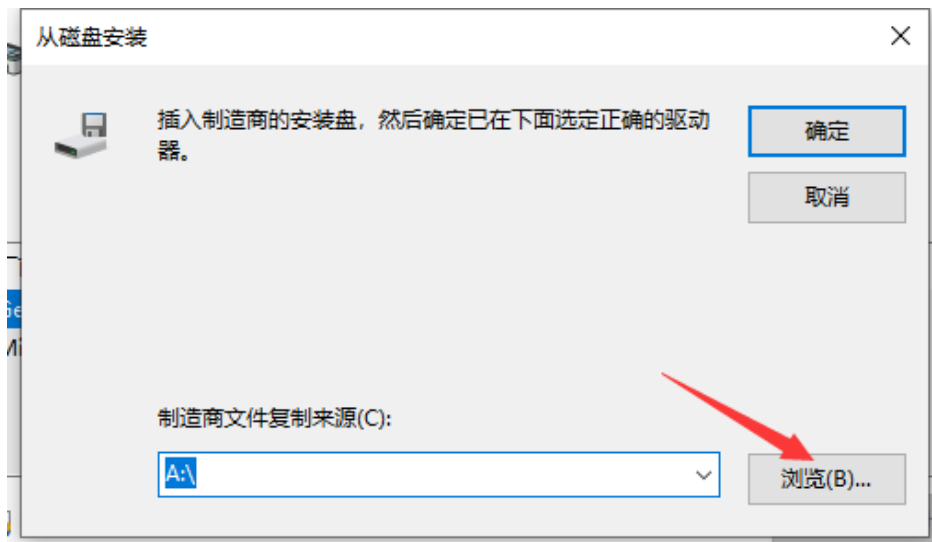 从磁盘安装
插入制造商的安装盘，然后确定已在下面选定正确的驱动
器。
确定
取消
Ge
Mi
制造商文件复制来源(C):
A:\
浏览(B)...